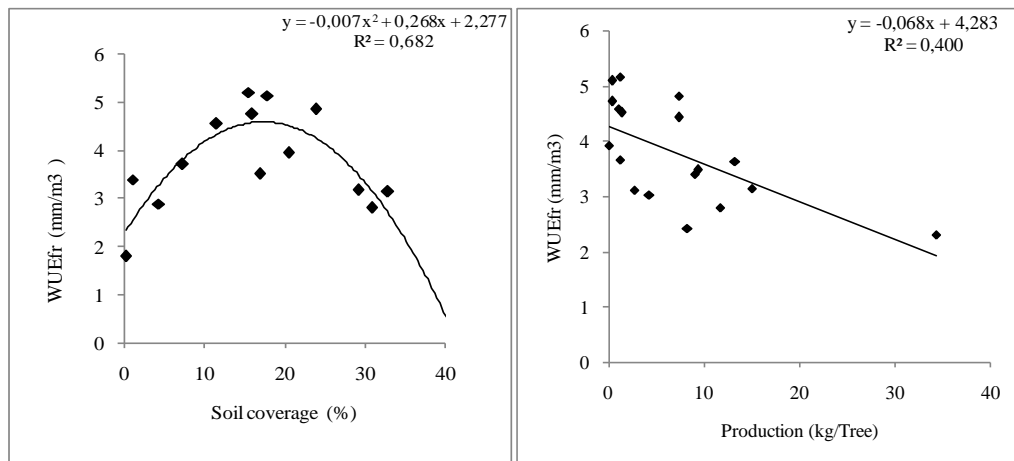 y = -0,007x² + 0,268x + 2,277
R² = 0,682
6
5
4
3
2
1
0
WUEfr (mm/m3 )
0 10 20 30 40
Soil coverage (%)
y = -0,068x + 4,283
R² = 0,400
6
5
4
3
2
1
0
WUEfr (mm/m3)
0 10 20 30 40
Production (kg/Tree)